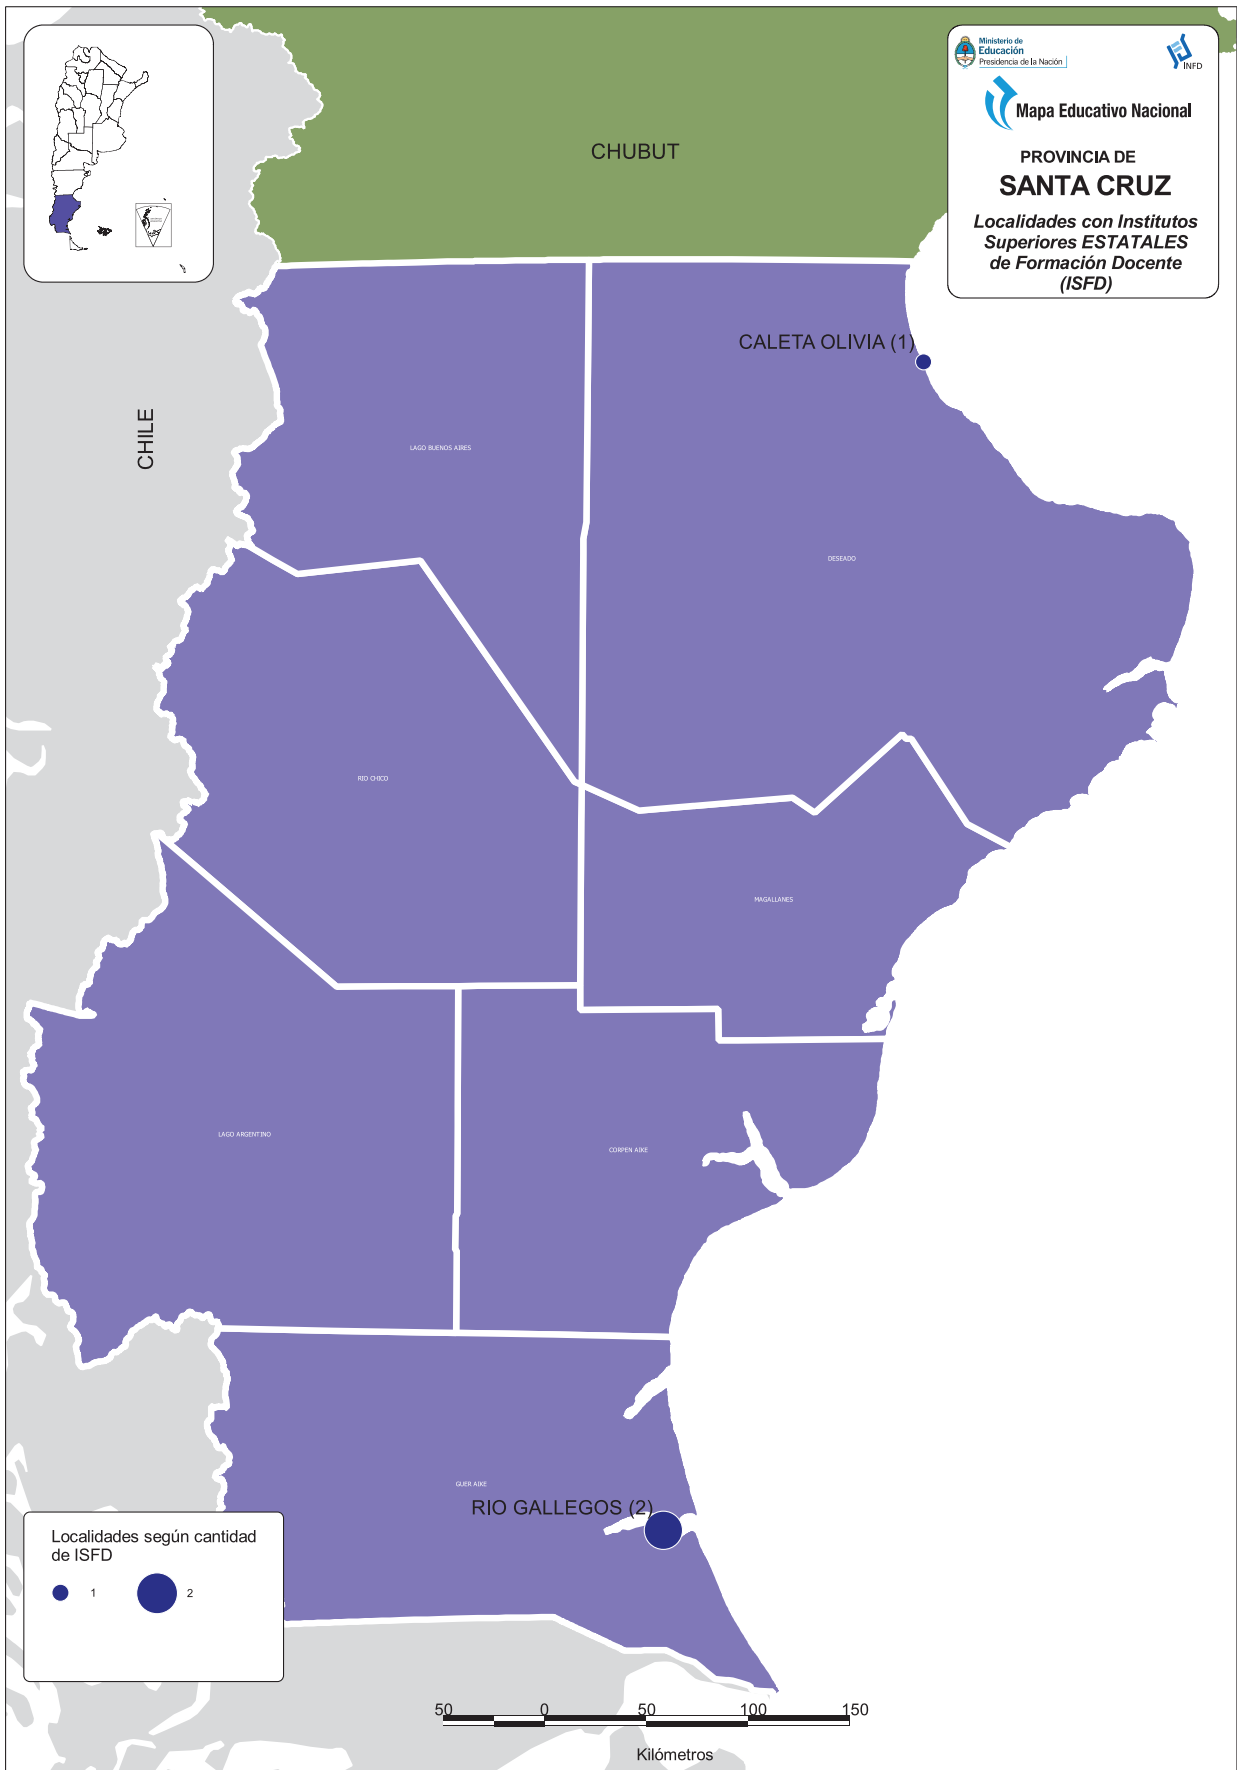 Ministerio de
Educación
Presidencia de la Nación
INFD
Mapa Educativo Nacional
PROVINCIA DE
SANTA CRUZ
Localidades con Institutos
Superiores ESTATALES
de Formación Docente
(ISFD)
CHUBUT
CALETA OLIVIA (1)
CHILE
LAGO BUENOS AIRES
DESEADO
RIO CHICO
MAGALLANES
LAGO ARGENTINO
CORPEN AIKE
GUER AIKE
RIO GALLEGOS (2)
Localidades según cantidad
de ISFD
1 2
50 0 50 100 150
Kilómetros